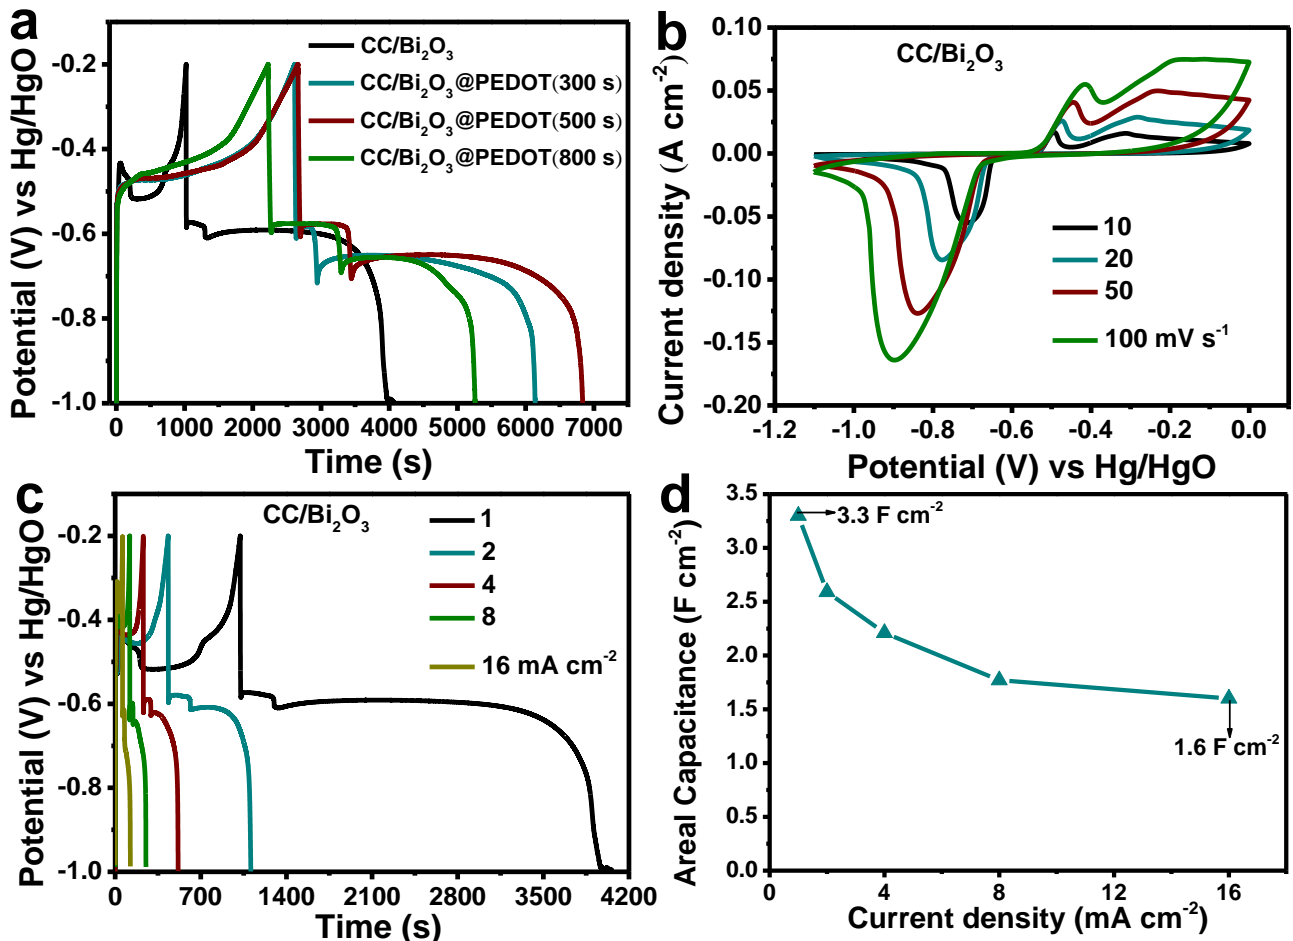 a
Potential (V) vs Hg/HgO
-0.2
-0.4
-0.6
-0.8
-1.0
CC/Bi₂O₃
CC/Bi₂O₃@PEDOT(300 s)
CC/Bi₂O₃@PEDOT(500 s)
CC/Bi₂O₃@PEDOT(800 s)
0 1000 2000 3000 4000 5000 6000 7000
Time (s)
b
Current density (A cm⁻²)
0.10
0.05
0.00
-0.05
-0.10
-0.15
-0.20
CC/Bi₂O₃
10
20
50
100 mV s⁻¹
-1.2 -1.0 -0.8 -0.6 -0.4 -0.2 0.0
Potential (V) vs Hg/HgO
c
Potential (V) vs Hg/HgO
-0.2
-0.4
-0.6
-0.8
-1.0
CC/Bi₂O₃
1
2
4
8
16 mA cm⁻²
0 700 1400 2100 2800 3500 4200
Time (s)
d
Areal Capacitance (F cm⁻²)
3.5
3.0
2.5
2.0
1.5
1.0
0.5
0.0
3.3 F cm⁻²
1.6 F cm⁻²
0 4 8 12 16
Current density (mA cm⁻²)